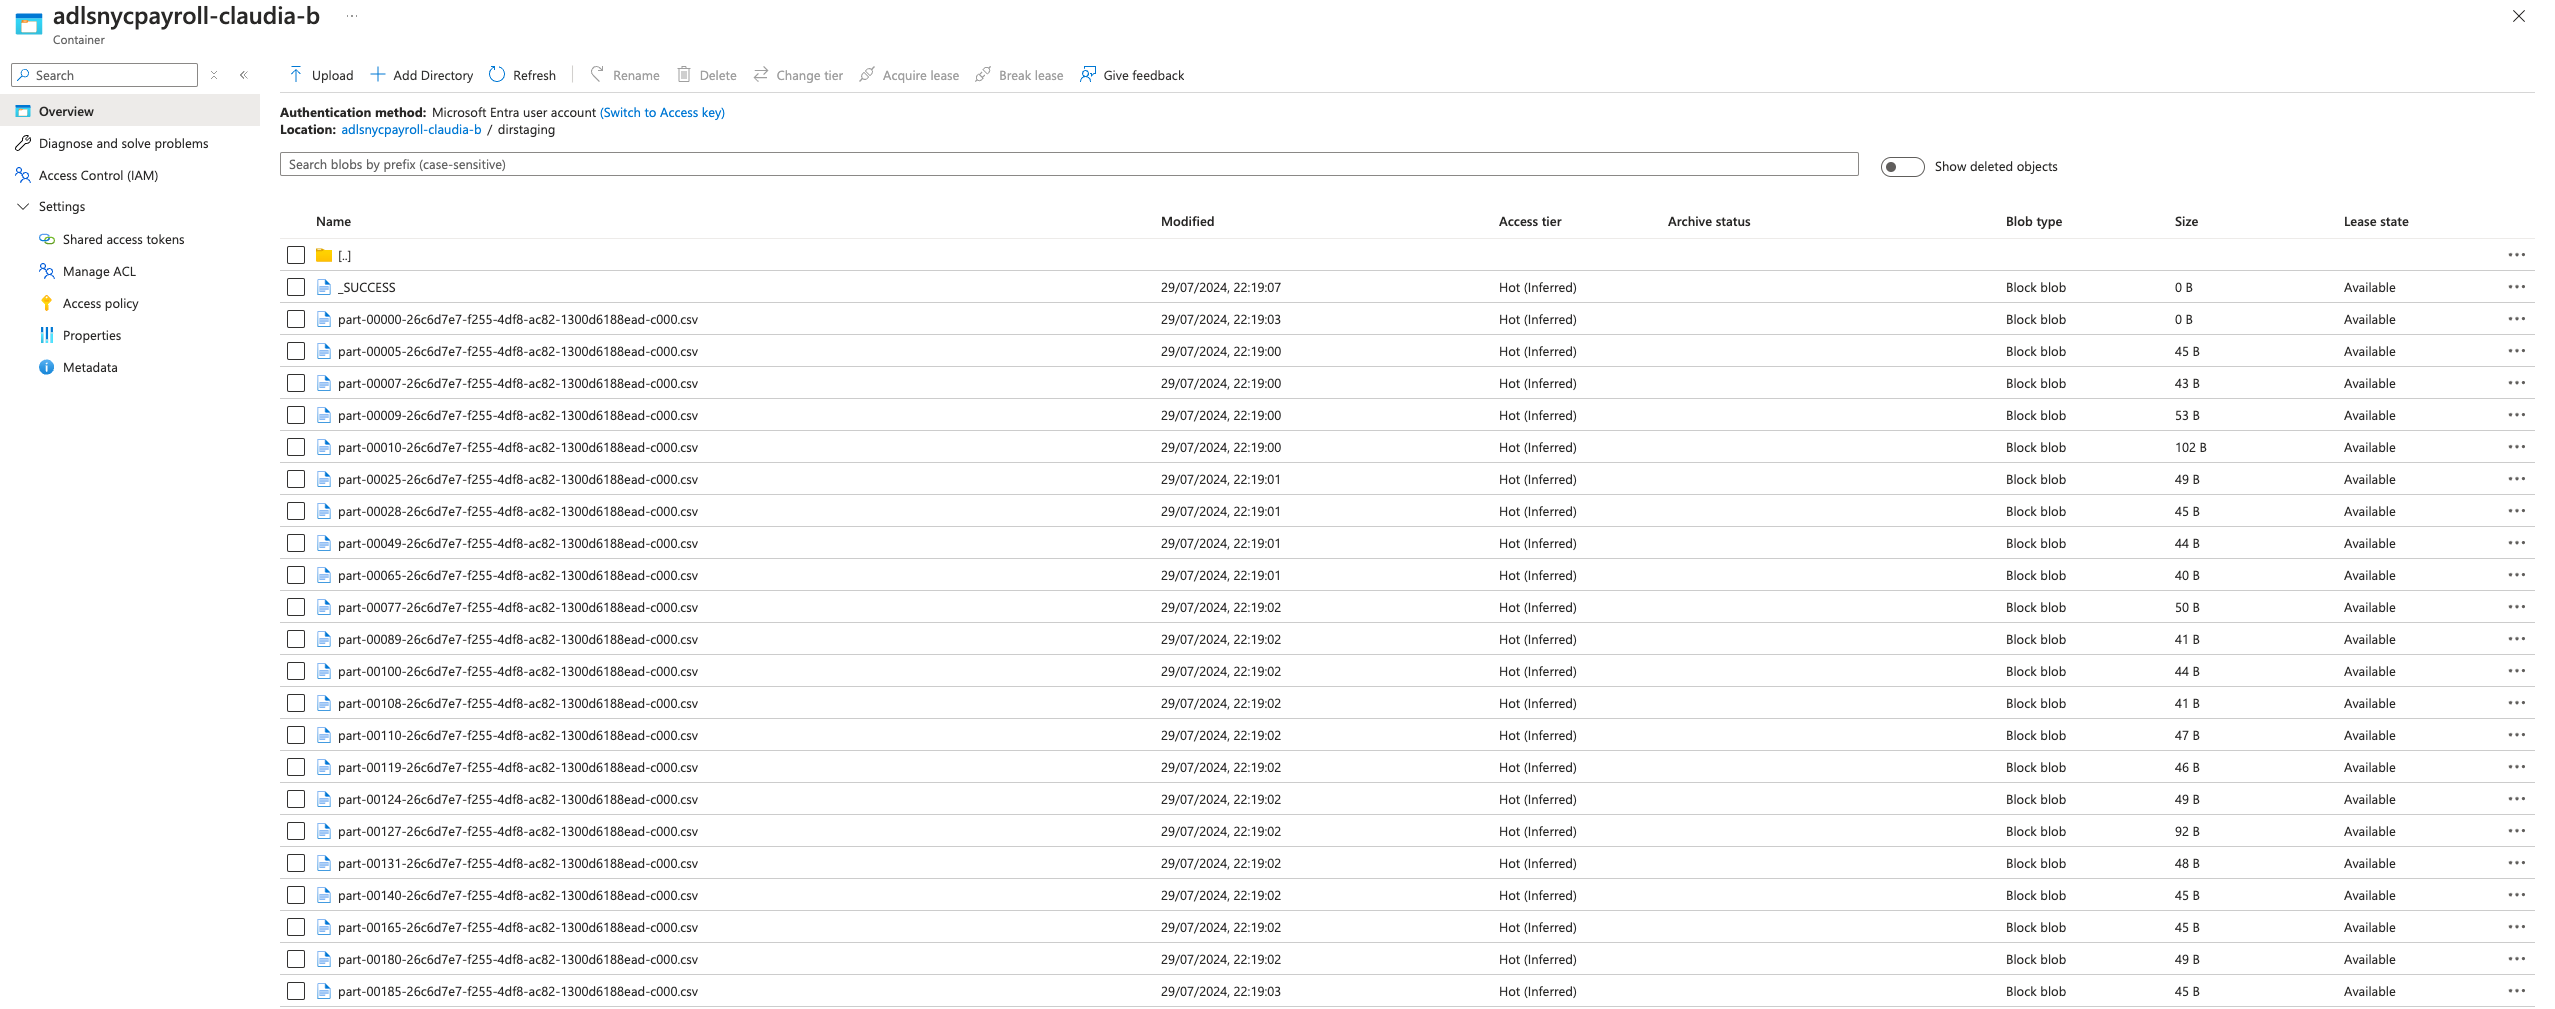 adlsnycpayroll-claudia-b ...
Container
Search
Overview
Diagnose and solve problems
Access Control (IAM)
Settings
Shared access tokens
Manage ACL
Access policy
Properties
Metadata
Upload Add Directory Refresh Rename Delete Change tier Acquire lease Break lease Give feedback
Authentication method: Microsoft Entra user account (Switch to Access key)
Location: adlsnycpayroll-claudia-b / dirstaging
Search blobs by prefix (case-sensitive)
Show deleted objects
Name Modified Access tier Archive status Blob type Size Lease state
[..]
_SUCCESS 29/07/2024, 22:19:07 Hot (Inferred) Block blob 0 B Available
part-00000-26c6d7e7-f255-4df8-ac82-1300d6188ead-c000.csv 29/07/2024, 22:19:03 Hot (Inferred) Block blob 0 B Available
part-00005-26c6d7e7-f255-4df8-ac82-1300d6188ead-c000.csv 29/07/2024, 22:19:00 Hot (Inferred) Block blob 45 B Available
part-00007-26c6d7e7-f255-4df8-ac82-1300d6188ead-c000.csv 29/07/2024, 22:19:00 Hot (Inferred) Block blob 43 B Available
part-00009-26c6d7e7-f255-4df8-ac82-1300d6188ead-c000.csv 29/07/2024, 22:19:00 Hot (Inferred) Block blob 53 B Available
part-00010-26c6d7e7-f255-4df8-ac82-1300d6188ead-c000.csv 29/07/2024, 22:19:00 Hot (Inferred) Block blob 102 B Available
part-00025-26c6d7e7-f255-4df8-ac82-1300d6188ead-c000.csv 29/07/2024, 22:19:01 Hot (Inferred) Block blob 49 B Available
part-00028-26c6d7e7-f255-4df8-ac82-1300d6188ead-c000.csv 29/07/2024, 22:19:01 Hot (Inferred) Block blob 45 B Available
part-00049-26c6d7e7-f255-4df8-ac82-1300d6188ead-c000.csv 29/07/2024, 22:19:01 Hot (Inferred) Block blob 44 B Available
part-00065-26c6d7e7-f255-4df8-ac82-1300d6188ead-c000.csv 29/07/2024, 22:19:01 Hot (Inferred) Block blob 40 B Available
part-00077-26c6d7e7-f255-4df8-ac82-1300d6188ead-c000.csv 29/07/2024, 22:19:02 Hot (Inferred) Block blob 50 B Available
part-00089-26c6d7e7-f255-4df8-ac82-1300d6188ead-c000.csv 29/07/2024, 22:19:02 Hot (Inferred) Block blob 41 B Available
part-00100-26c6d7e7-f255-4df8-ac82-1300d6188ead-c000.csv 29/07/2024, 22:19:02 Hot (Inferred) Block blob 44 B Available
part-00108-26c6d7e7-f255-4df8-ac82-1300d6188ead-c000.csv 29/07/2024, 22:19:02 Hot (Inferred) Block blob 41 B Available
part-00110-26c6d7e7-f255-4df8-ac82-1300d6188ead-c000.csv 29/07/2024, 22:19:02 Hot (Inferred) Block blob 47 B Available
part-00119-26c6d7e7-f255-4df8-ac82-1300d6188ead-c000.csv 29/07/2024, 22:19:02 Hot (Inferred) Block blob 46 B Available
part-00124-26c6d7e7-f255-4df8-ac82-1300d6188ead-c000.csv 29/07/2024, 22:19:02 Hot (Inferred) Block blob 49 B Available
part-00127-26c6d7e7-f255-4df8-ac82-1300d6188ead-c000.csv 29/07/2024, 22:19:02 Hot (Inferred) Block blob 92 B Available
part-00131-26c6d7e7-f255-4df8-ac82-1300d6188ead-c000.csv 29/07/2024, 22:19:02 Hot (Inferred) Block blob 48 B Available
part-00140-26c6d7e7-f255-4df8-ac82-1300d6188ead-c000.csv 29/07/2024, 22:19:02 Hot (Inferred) Block blob 45 B Available
part-00165-26c6d7e7-f255-4df8-ac82-1300d6188ead-c000.csv 29/07/2024, 22:19:02 Hot (Inferred) Block blob 45 B Available
part-00180-26c6d7e7-f255-4df8-ac82-1300d6188ead-c000.csv 29/07/2024, 22:19:02 Hot (Inferred) Block blob 49 B Available
part-00185-26c6d7e7-f255-4df8-ac82-1300d6188ead-c000.csv 29/07/2024, 22:19:03 Hot (Inferred) Block blob 45 B Available